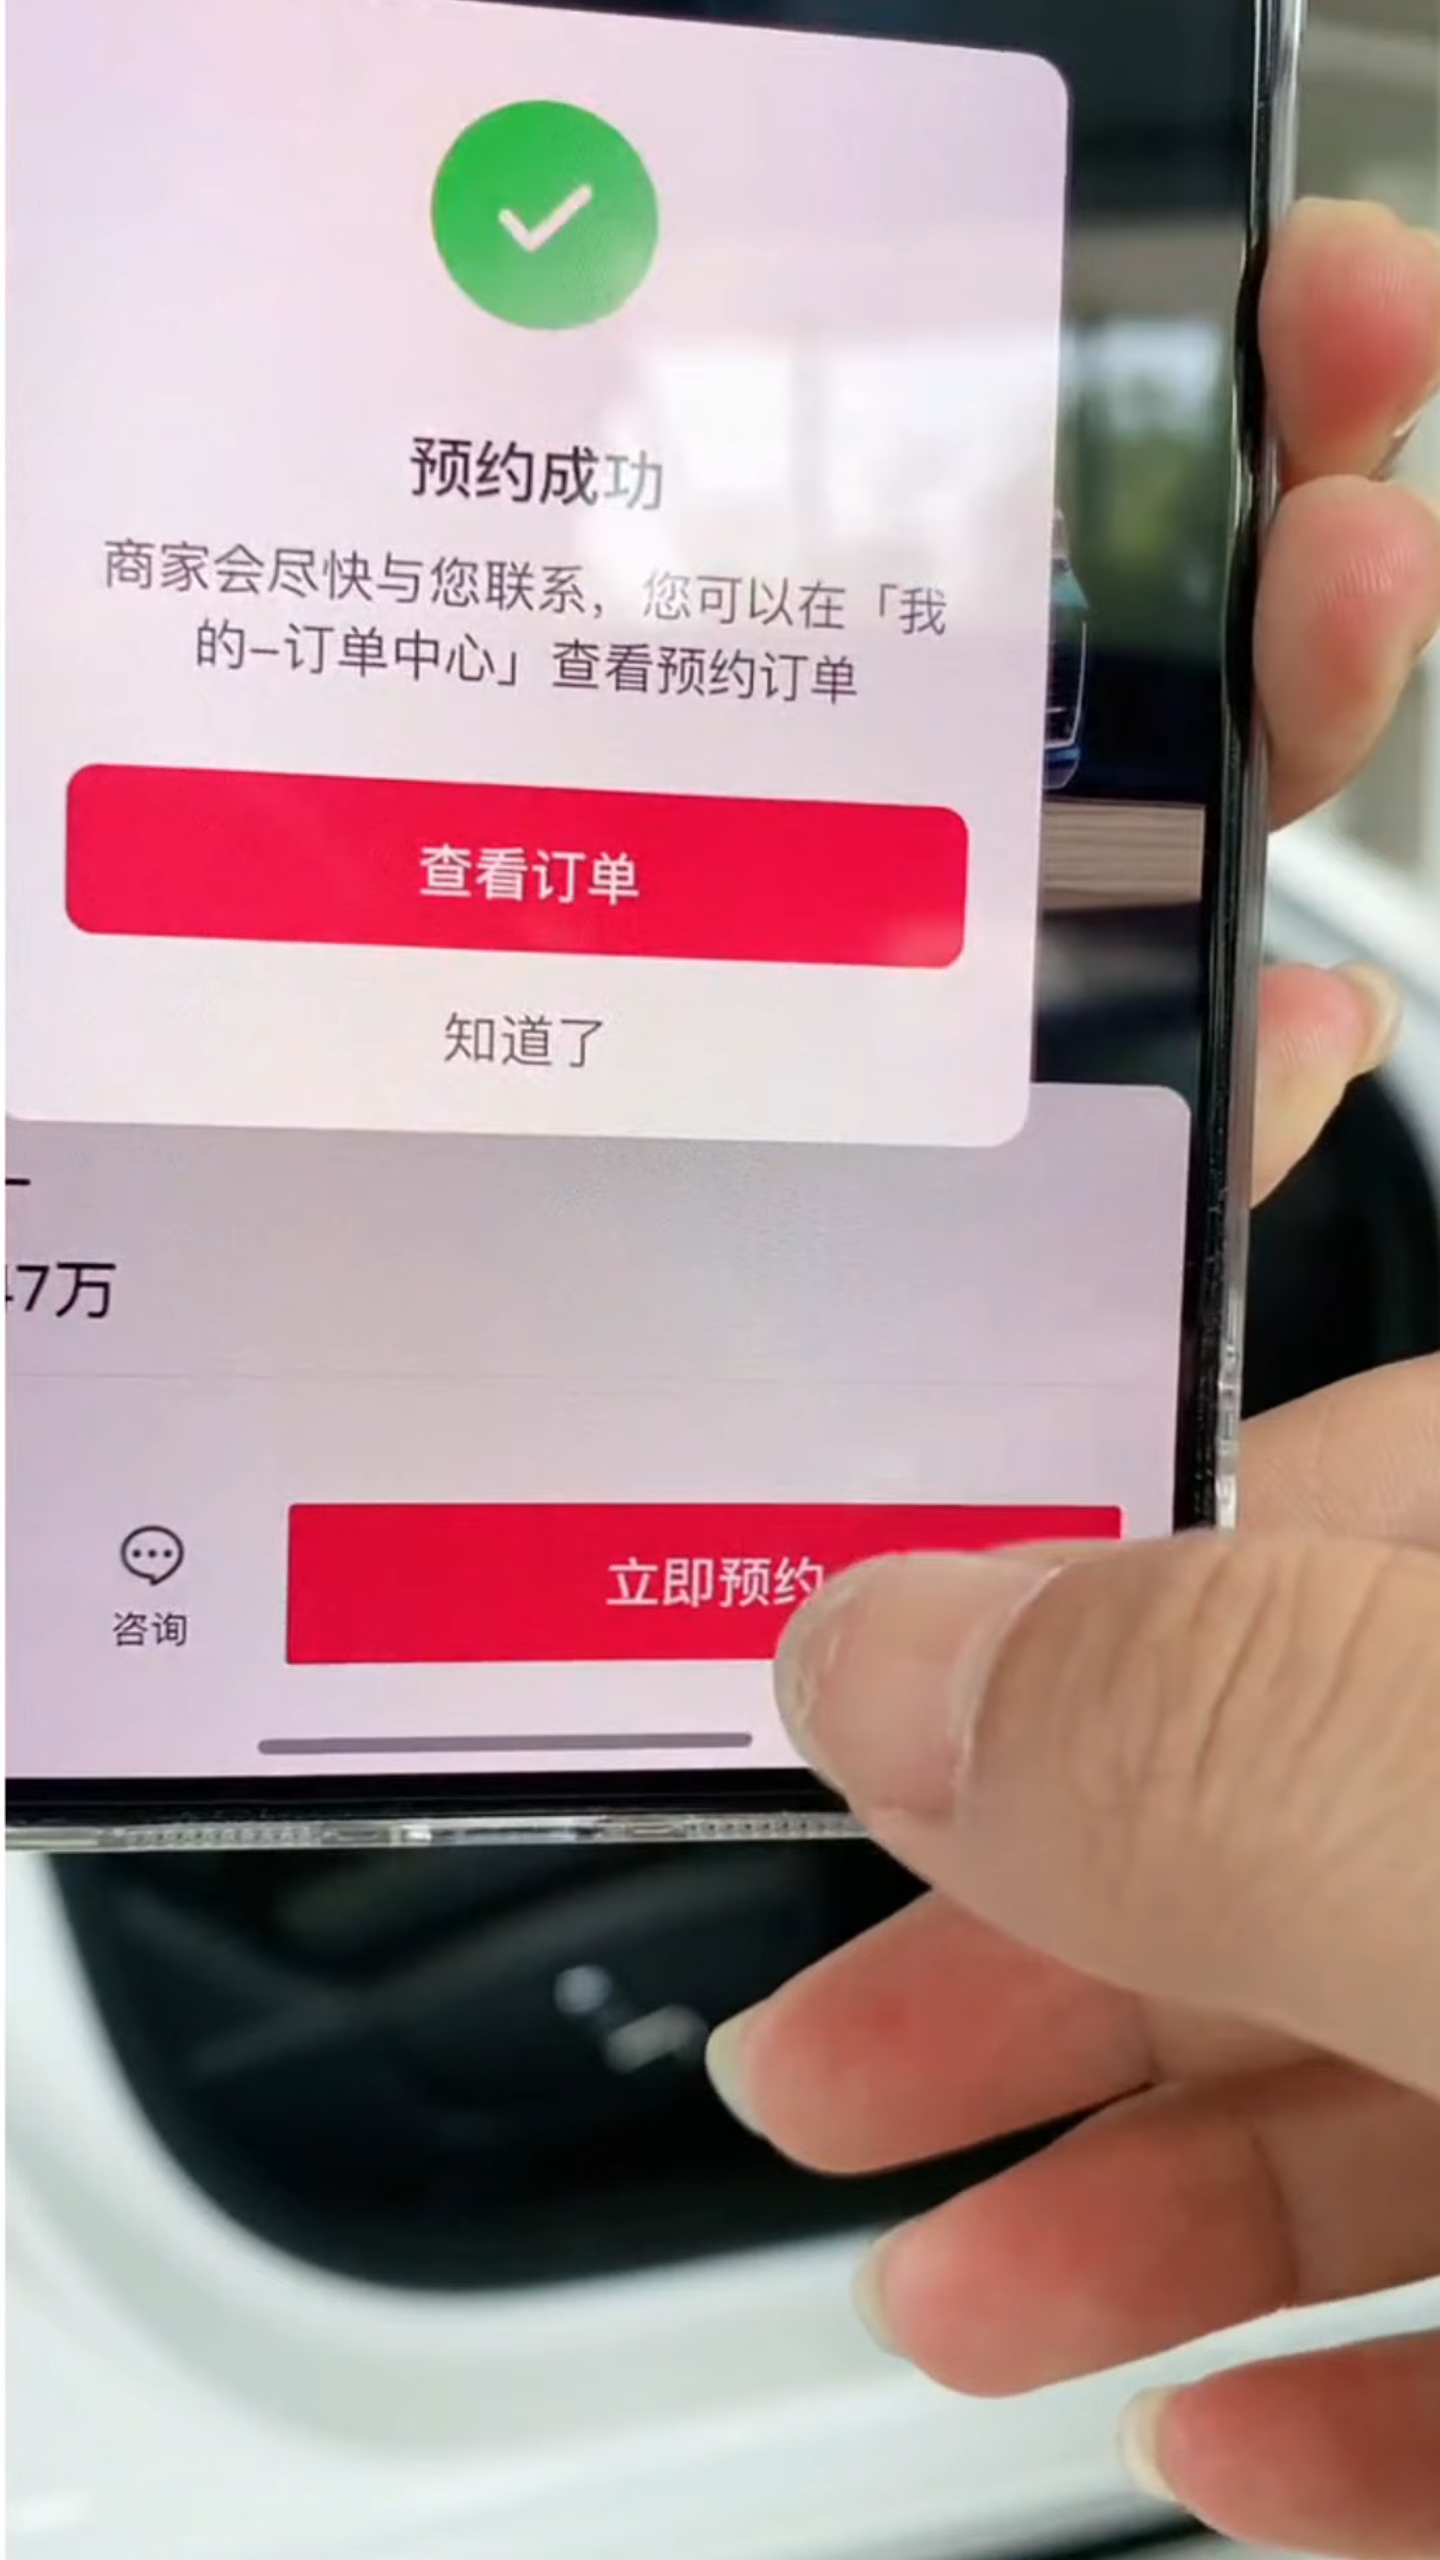 预约成功
商家会尽快与您联系，您可以在「我
的-订单中心」查看预约订单
查看订单
知道了
47万
咨询
立即预约